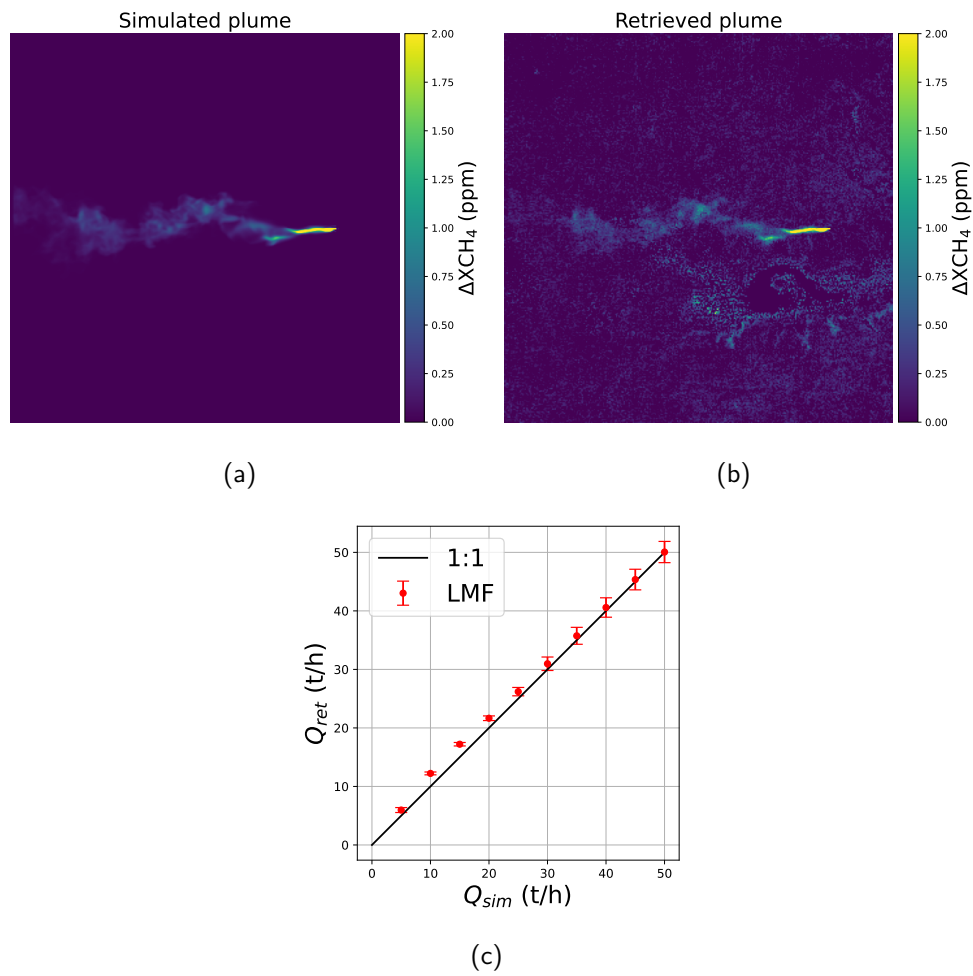 Simulated plume
2.00
1.75
1.50
1.25
1.00
0.75
0.50
0.25
0.00
ΔXCH₄ (ppm)
(a)
Retrieved plume
2.00
1.75
1.50
1.25
1.00
0.75
0.50
0.25
0.00
ΔXCH₄ (ppm)
(b)
1:1
LMF
50
40
30
20
10
0
Q_ret (t/h)
0 10 20 30 40 50
Q_sim (t/h)
(c)